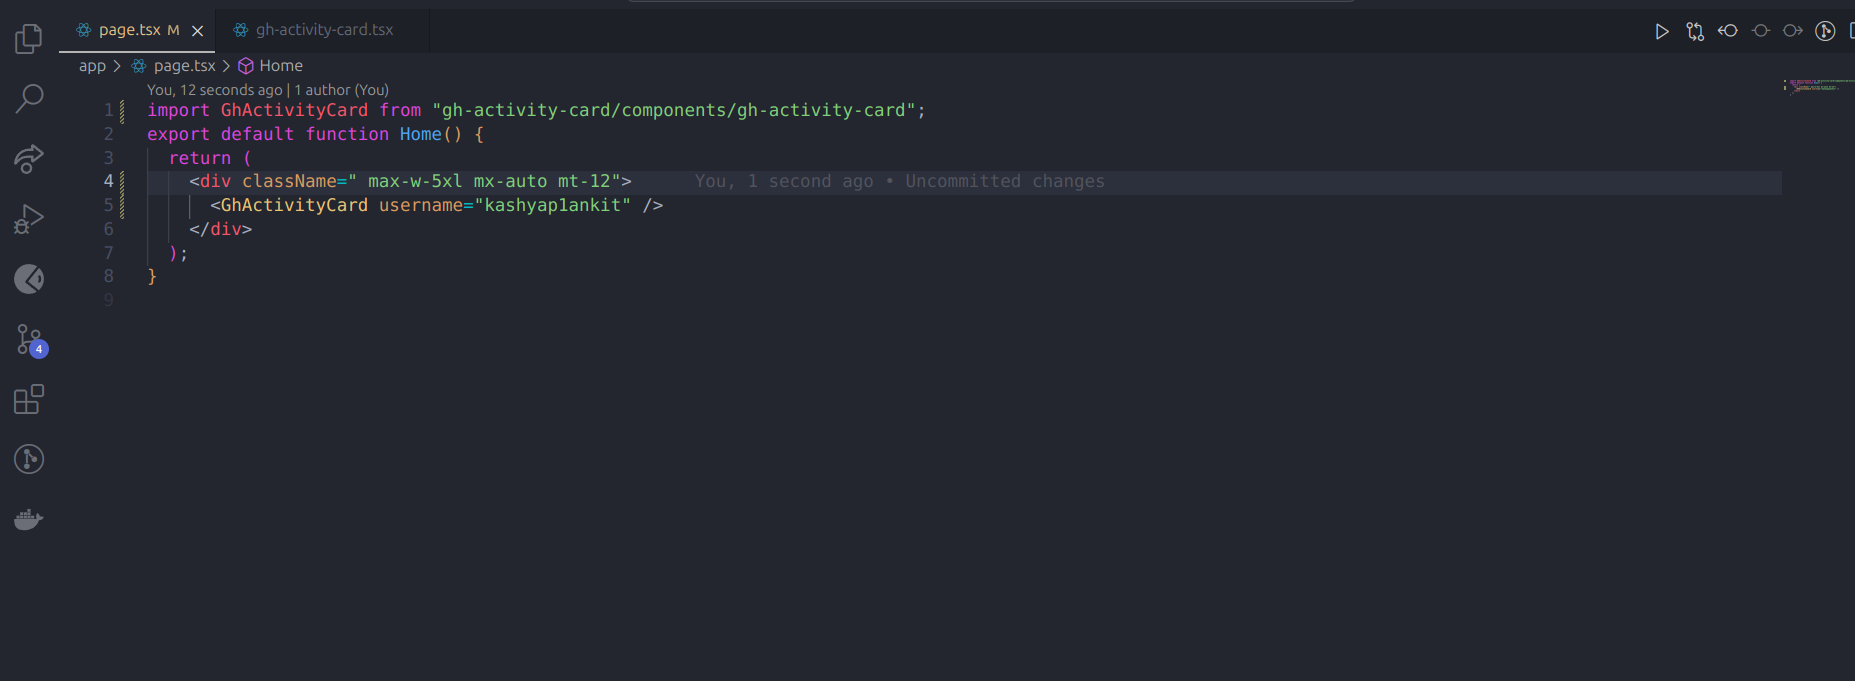 page.tsx M
gh-activity-card.tsx
app > page.tsx > Home
You, 12 seconds ago | 1 author (You)
1 import GhActivityCard from "gh-activity-card/components/gh-activity-card";
2 export default function Home() {
3 return (
4 <div className=" max-w-5xl mx-auto mt-12"> You, 1 second ago • Uncommitted changes
5 <GhActivityCard username="kashyap1ankit" />
6 </div>
7 );
8 }
9
4